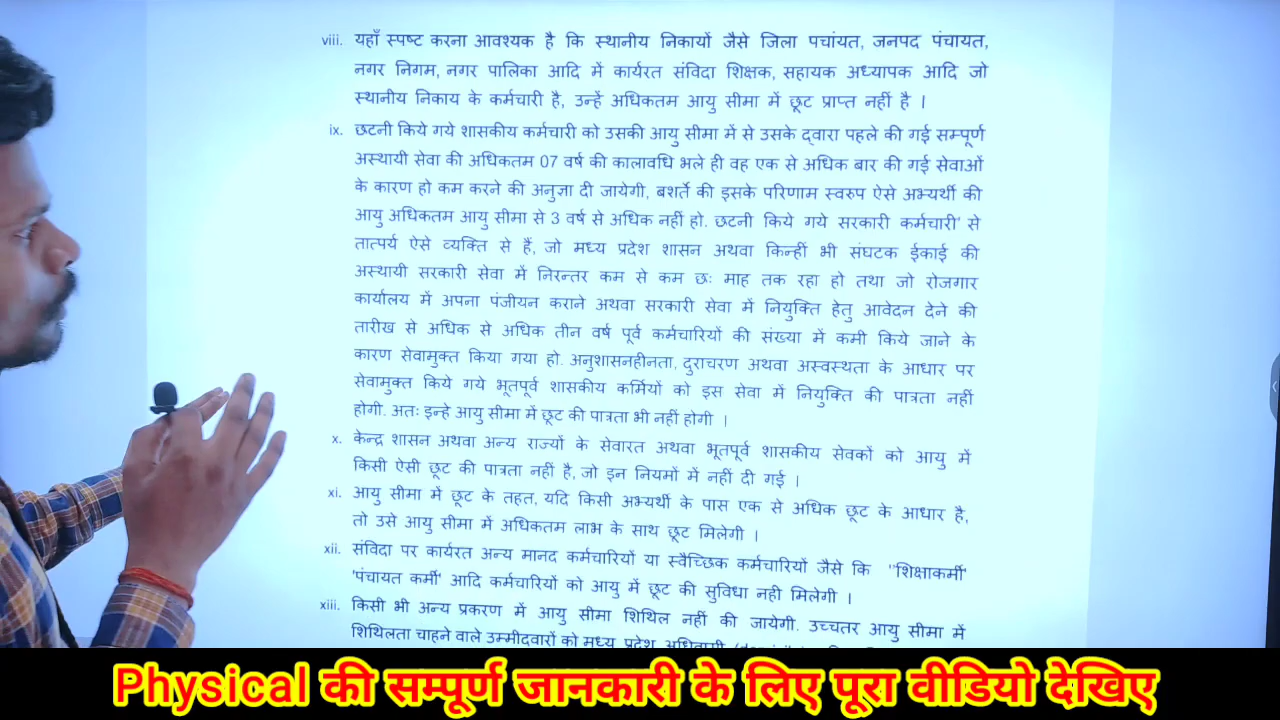 viii. यहाँ स्पष्ट करना आवश्यक है कि स्थानीय निकायों जैसे जिला पचांयत, जनपद पंचायत,
नगर निगम, नगर पालिका आदि में कार्यरत संविदा शिक्षक, सहायक अध्यापक आदि जो
स्थानीय निकाय के कर्मचारी है, उन्हें अधिकतम आयु सीमा में छूट प्राप्त नहीं है ।
ix. छटनी किये गये शासकीय कर्मचारी को उसकी आयु सीमा में से उसके द्वारा पहले की गई सम्पूर्ण
अस्थायी सेवा की अधिकतम 07 वर्ष की कालावधि भले ही वह एक से अधिक बार की गई सेवाओं
के कारण हो कम करने की अनुज्ञा दी जायेगी, बशर्ते की इसके परिणाम स्वरुप ऐसे अभ्यर्थी की
आयु अधिकतम आयु सीमा से 3 वर्ष से अधिक नहीं हो. छटनी किये गये सरकारी कर्मचारी' से
तात्पर्य ऐसे व्यक्ति से हैं, जो मध्य प्रदेश शासन अथवा किन्हीं भी संघटक ईकाई की
अस्थायी सरकारी सेवा में निरन्तर कम से कम छः माह तक रहा हो तथा जो रोजगार
कार्यालय में अपना पंजीयन कराने अथवा सरकारी सेवा में नियुक्ति हेतु आवेदन देने की
तारीख से अधिक से अधिक तीन वर्ष पूर्व कर्मचारियों की संख्या में कमी किये जाने के
कारण सेवामुक्त किया गया हो. अनुशासनहीनता, दुराचरण अथवा अस्वस्थता के आधार पर
सेवामुक्त किये गये भूतपूर्व शासकीय कर्मियों को इस सेवा में नियुक्ति की पात्रता नहीं
होगी. अतः इन्हे आयु सीमा में छूट की पात्रता भी नहीं होगी ।
x. केन्द्र शासन अथवा अन्य राज्यों के सेवारत अथवा भूतपूर्व शासकीय सेवकों को आयु में
किसी ऐसी छूट की पात्रता नहीं है, जो इन नियमों में नहीं दी गई ।
xi. आयु सीमा में छूट के तहत, यदि किसी अभ्यर्थी के पास एक से अधिक छूट के आधार है,
तो उसे आयु सीमा में अधिकतम लाभ के साथ छूट मिलेगी ।
xii. संविदा पर कार्यरत अन्य मानद कर्मचारियों या स्वैच्छिक कर्मचारियों जैसे कि ''शिक्षाकर्मी'
'पंचायत कर्मी' आदि कर्मचारियों को आयु में छूट की सुविधा नही मिलेगी ।
xiii. किसी भी अन्य प्रकरण में आयु सीमा शिथिल नहीं की जायेगी. उच्चतर आयु सीमा में
शिथिलता चाहने वाले उम्मीदवारों को मध्य प्रदेश
Physical की सम्पूर्ण जानकारी के लिए पूरा वीडियो देखिए